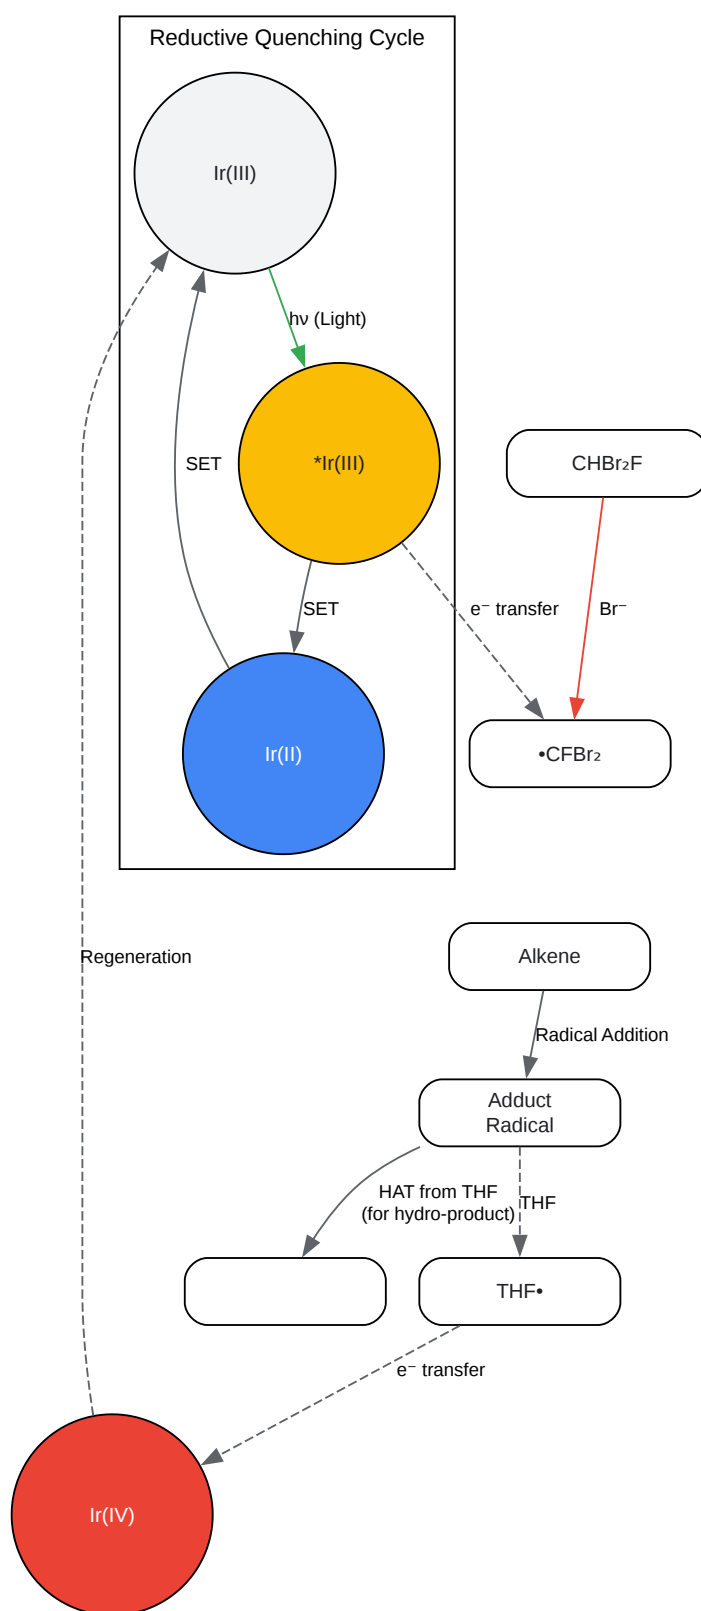 Reductive Quenching Cycle
Ir(III)
hν (Light)
*Ir(III)
CHBr₂F
SET
SET
e⁻ transfer
Br⁻
Ir(II)
•CFBr₂
Alkene
Regeneration
Radical Addition
Adduct
Radical
HAT from THF
(for hydro-product)
THF
THF•
e⁻ transfer
Ir(IV)